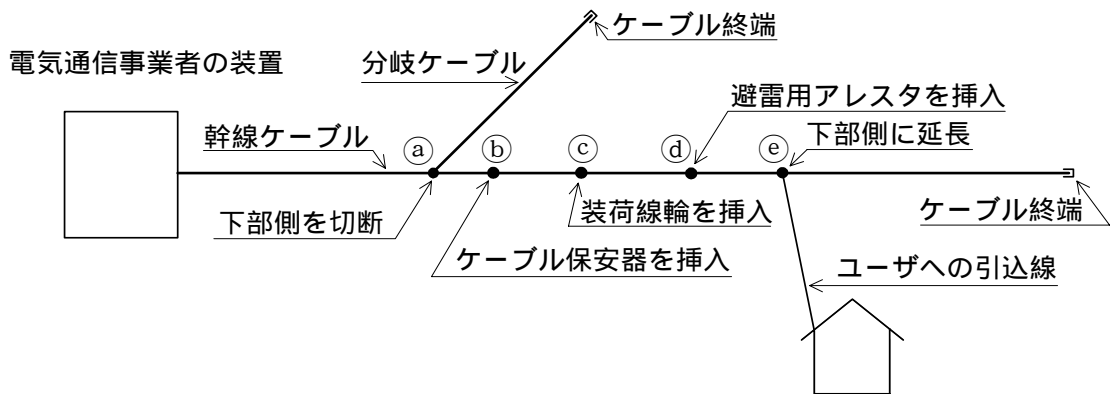 ケーブル終端
電気通信事業者の装置
分岐ケーブル
避雷用アレスタを挿入
幹線ケーブル
ⓐ
ⓑ
ⓒ
ⓓ
ⓔ
下部側に延長
下部側を切断
装荷線輪を挿入
ケーブル終端
ケーブル保安器を挿入
ユーザへの引込線